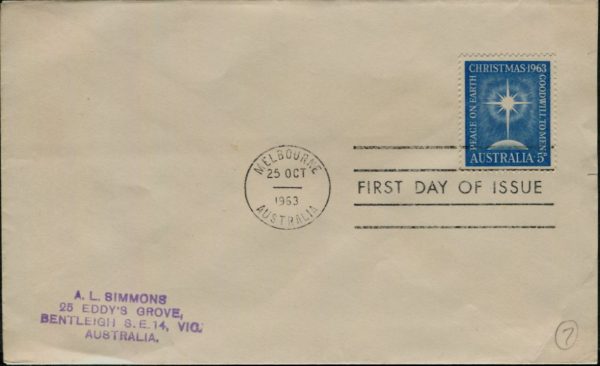 CHRISTMAS·1963
PEACE ON EARTH
GOODWILL TO MEN
AUSTRALIA 5D
MELBOURNE
25 OCT
1963
AUSTRALIA
FIRST DAY OF ISSUE
A. L. SIMMONS
25 EDDY'S GROVE,
BENTLEIGH S.E.14, VIC.
AUSTRALIA.
7